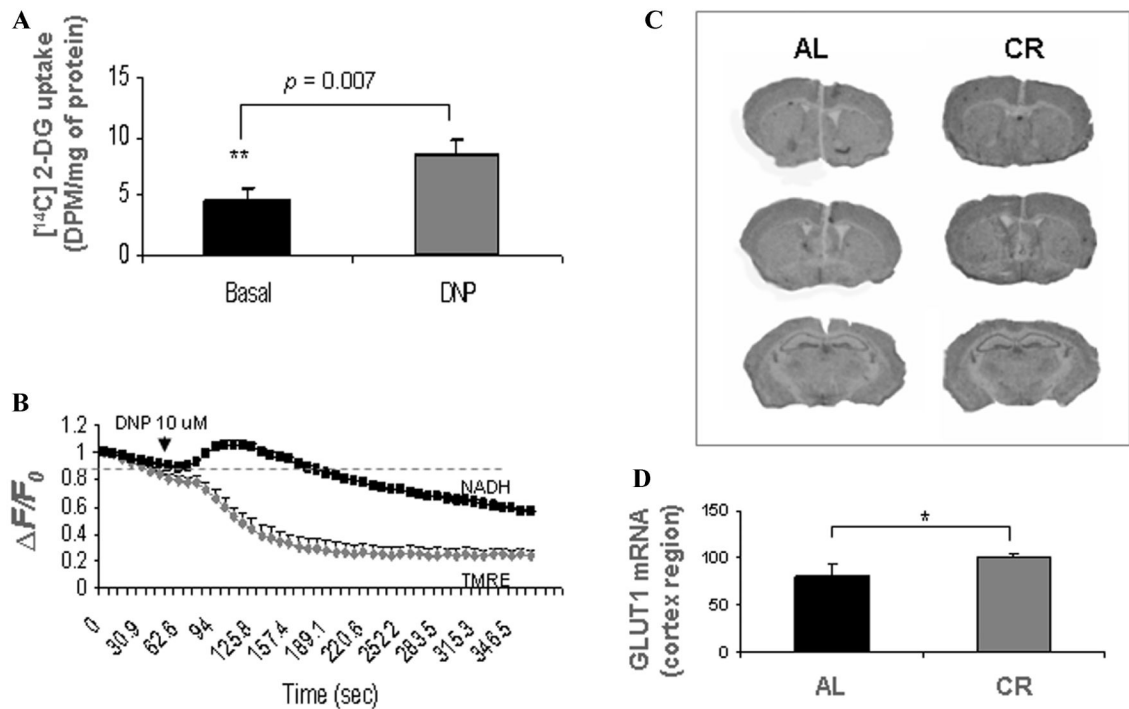 A
[¹⁴C] 2-DG uptake
(DPM/mg of protein)
15
10
5
0
p = 0.007
**
Basal
DNP
B
DNP 10 uM
ΔF/F0
1.2
1
0.8
0.6
0.4
0.2
0
NADH
TMRE
0
30.9
62.6
94
125.8
157.4
189.1
220.6
252.2
283.5
315.3
346.5
Time (sec)
C
AL
CR
D
GLUT1 mRNA
(cortex region)
150
100
50
0
*
AL
CR